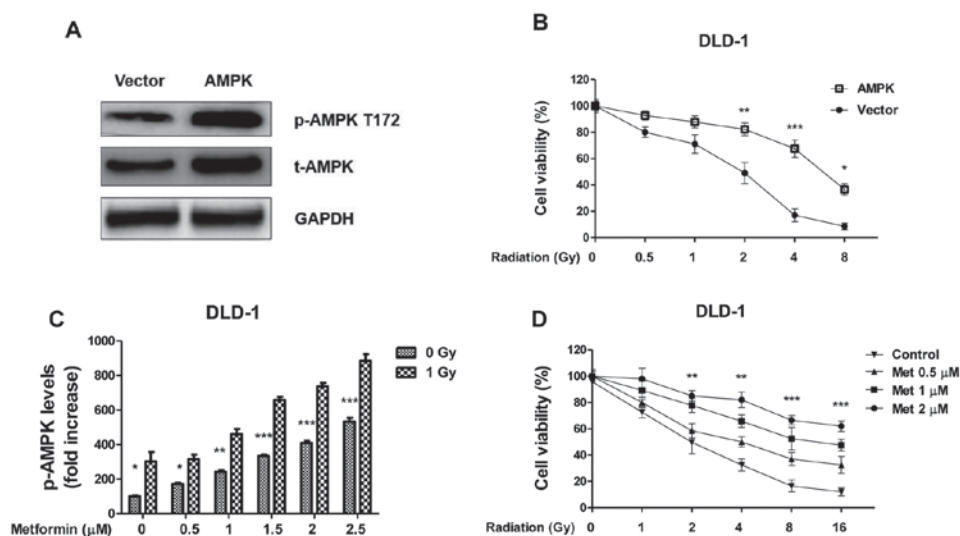 A
Vector AMPK
p-AMPK T172
t-AMPK
GAPDH
B
DLD-1
AMPK
Vector
Cell viability (%)
120
100
80
60
40
20
0
**
***
*
Radiation (Gy) 0 0.5 1 2 4 8
C
DLD-1
0 Gy
1 Gy
p-AMPK levels
(fold increase)
1000
800
600
400
200
0
* * ** *** *** ***
Metformin (μM) 0 0.5 1 1.5 2 2.5
D
DLD-1
Control
Met 0.5 μM
Met 1 μM
Met 2 μM
Cell viability (%)
120
100
80
60
40
20
0
** ** *** ***
Radiation (Gy) 0 1 2 4 8 16